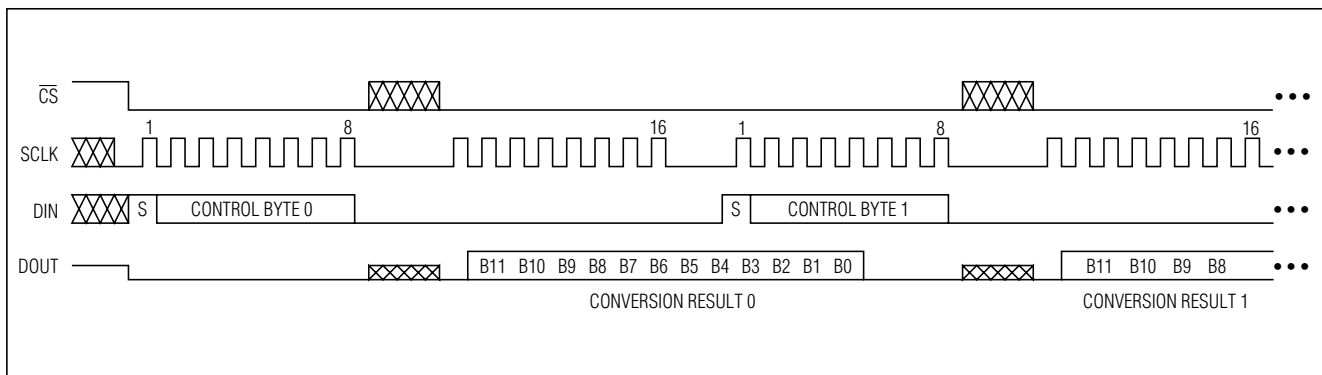 CS
1 8 16 1 8 16
SCLK
DIN S CONTROL BYTE 0 S CONTROL BYTE 1
DOUT B11 B10 B9 B8 B7 B6 B5 B4 B3 B2 B1 B0 B11 B10 B9 B8
CONVERSION RESULT 0 CONVERSION RESULT 1